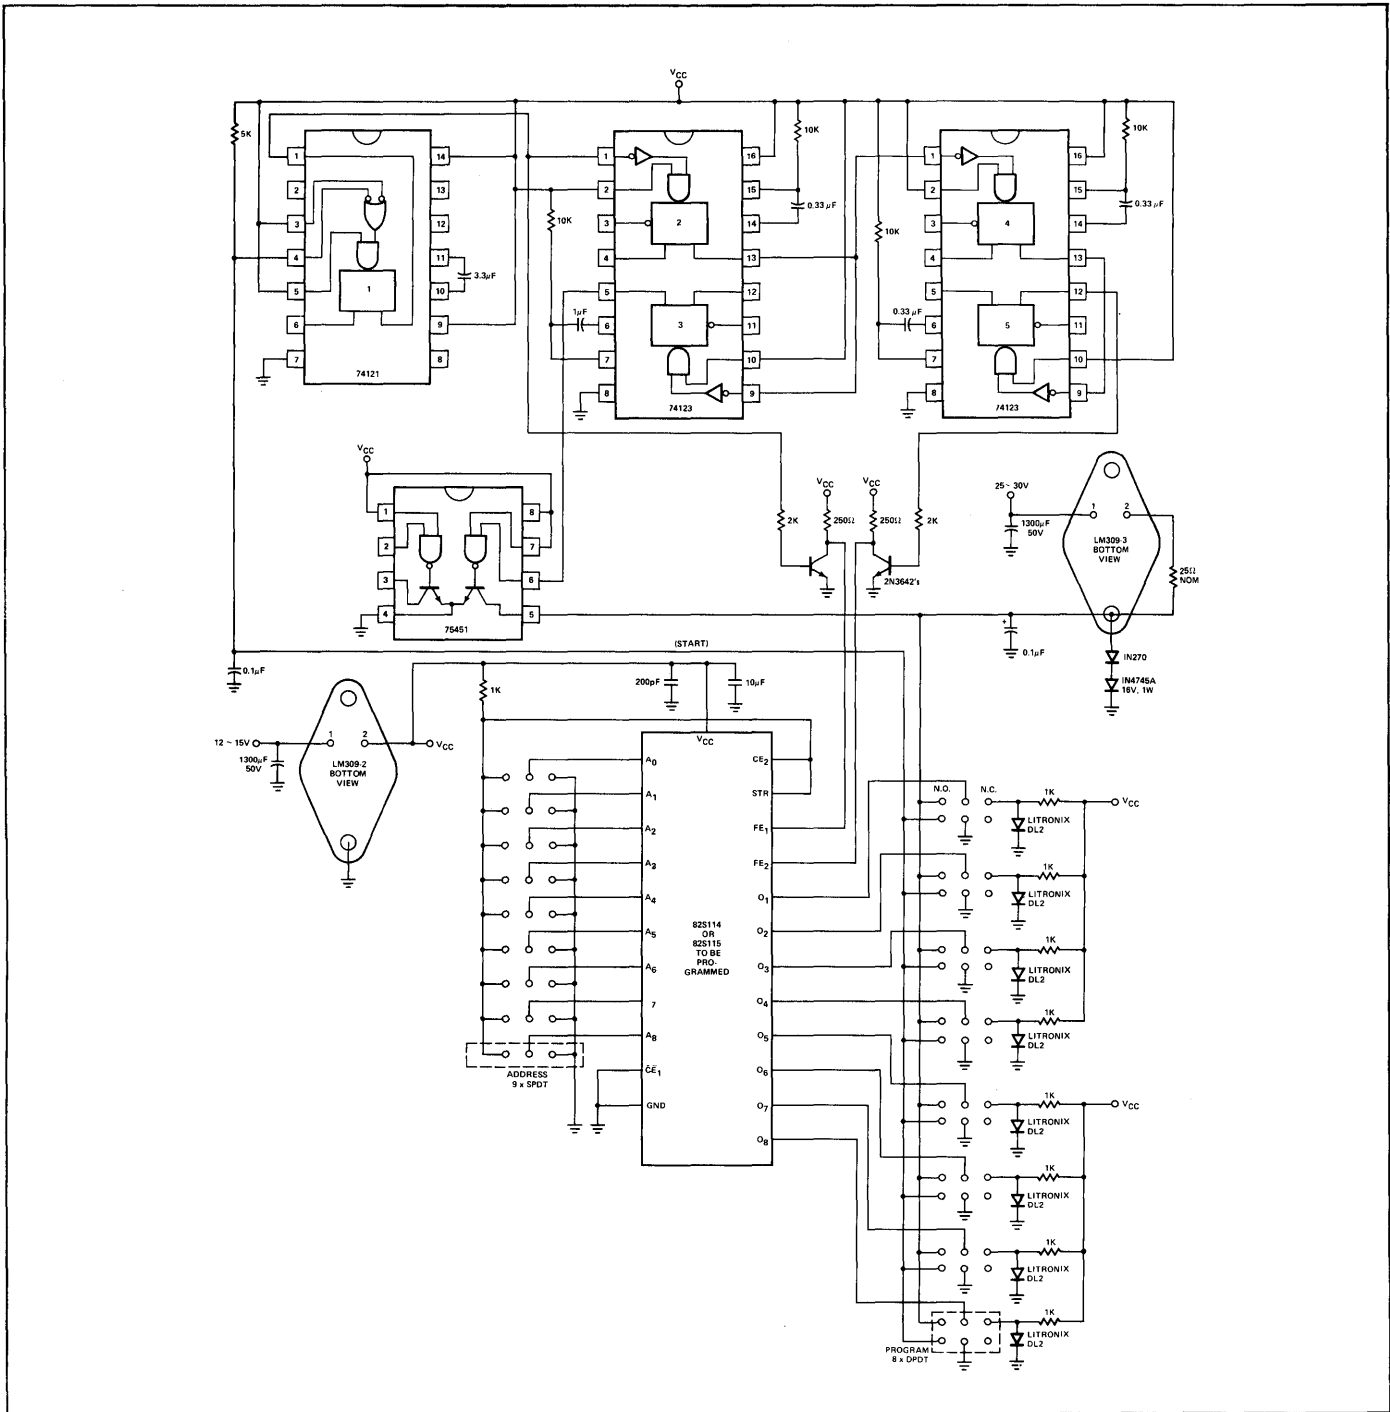 VCC
5K
1
2
3
4
5
6
7
14
13
12
11
10
9
8
1
74121
3.3µF
10K
1µF
1
2
3
4
5
6
7
8
16
15
14
13
12
11
10
9
2
3
74123
10K
0.33 µF
10K
0.33 µF
1
2
3
4
5
6
7
8
16
15
14
13
12
11
10
9
4
5
74123
10K
0.33 µF
VCC
1
2
3
4
8
7
6
5
75451
2K
VCC
250Ω
VCC
250Ω
2K
2N3642's
25 ~ 30V
1300µF
50V
1
2
LM309-3
BOTTOM
VIEW
25Ω
NOM
+
0.1µF
IN270
IN4745A
16V, 1W
(START)
0.1µF
1K
200pF
10µF
12 ~ 15V
1300µF
50V
1
2
LM309-2
BOTTOM
VIEW
VCC
VCC
A0
A1
A2
A3
A4
A5
A6
7
A8
CE1
GND
82S114
OR
82S115
TO BE
PRO-
GRAMMED
CE2
STR
FE1
FE2
O1
O2
O3
O4
O5
O6
O7
O8
ADDRESS
9 x SPDT
N.O.
N.C.
1K
VCC
LITRONIX
DL2
1K
LITRONIX
DL2
1K
LITRONIX
DL2
1K
LITRONIX
DL2
1K
VCC
LITRONIX
DL2
1K
LITRONIX
DL2
1K
LITRONIX
DL2
1K
LITRONIX
DL2
PROGRAM
8 x DPDT